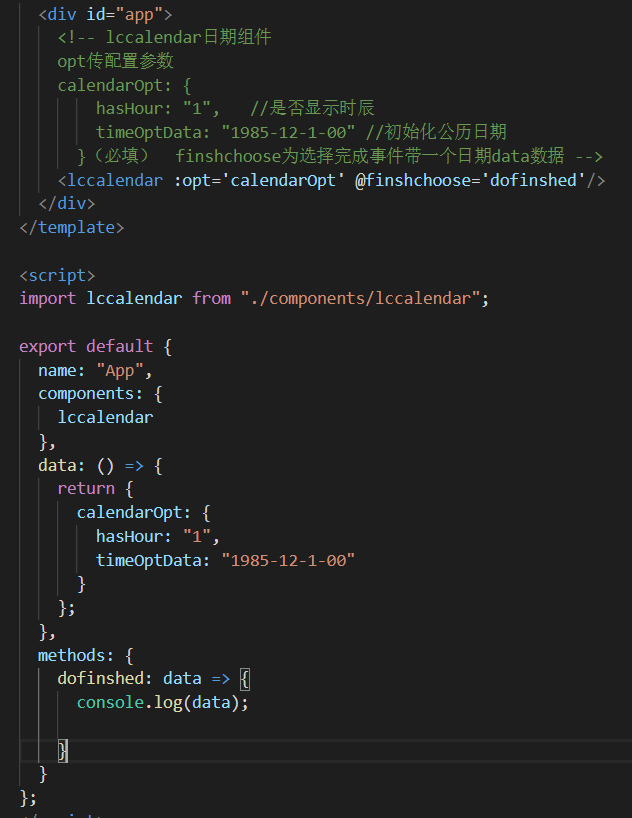 <div id="app">
<!-- lccalendar日期组件
opt传配置参数
calendarOpt: {
hasHour: "1",   //是否显示时辰
timeOptData: "1985-12-1-00" //初始化公历日期
}（必填）  finshchoose为选择完成事件带一个日期data数据 -->
<lccalendar :opt='calendarOpt' @finshchoose='dofinshed'/>
</div>
</template>
<script>
import lccalendar from "./components/lccalendar";
export default {
name: "App",
components: {
lccalendar
},
data: () => {
return {
calendarOpt: {
hasHour: "1",
timeOptData: "1985-12-1-00"
}
};
},
methods: {
dofinshed: data => {
console.log(data);
}
}
};